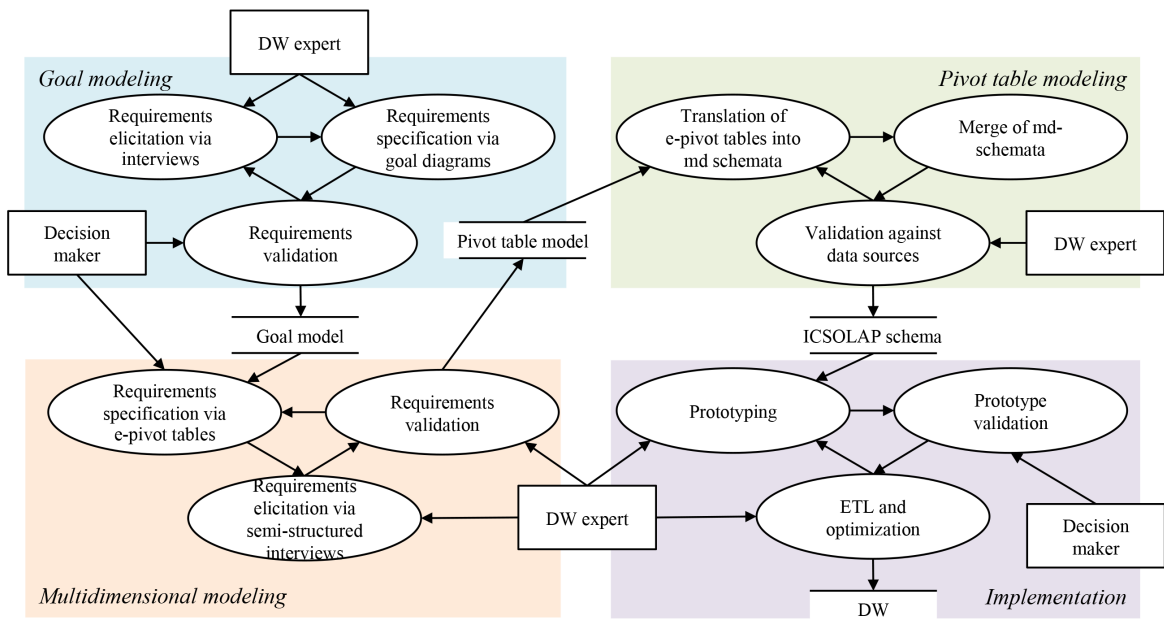 DW expert
Goal modeling
Requirements
elicitation via
interviews
Requirements
specification via
goal diagrams
Decision
maker
Requirements
validation
Goal model
Pivot table modeling
Translation of
e-pivot tables into
md schemata
Merge of md-
schemata
Pivot table model
Validation against
data sources
DW expert
ICSOLAP schema
Requirements
specification via
e-pivot tables
Requirements
validation
Requirements
elicitation via
semi-structured
interviews
Multidimensional modeling
DW expert
Prototyping
Prototype
validation
ETL and
optimization
Decision
maker
DW
Implementation